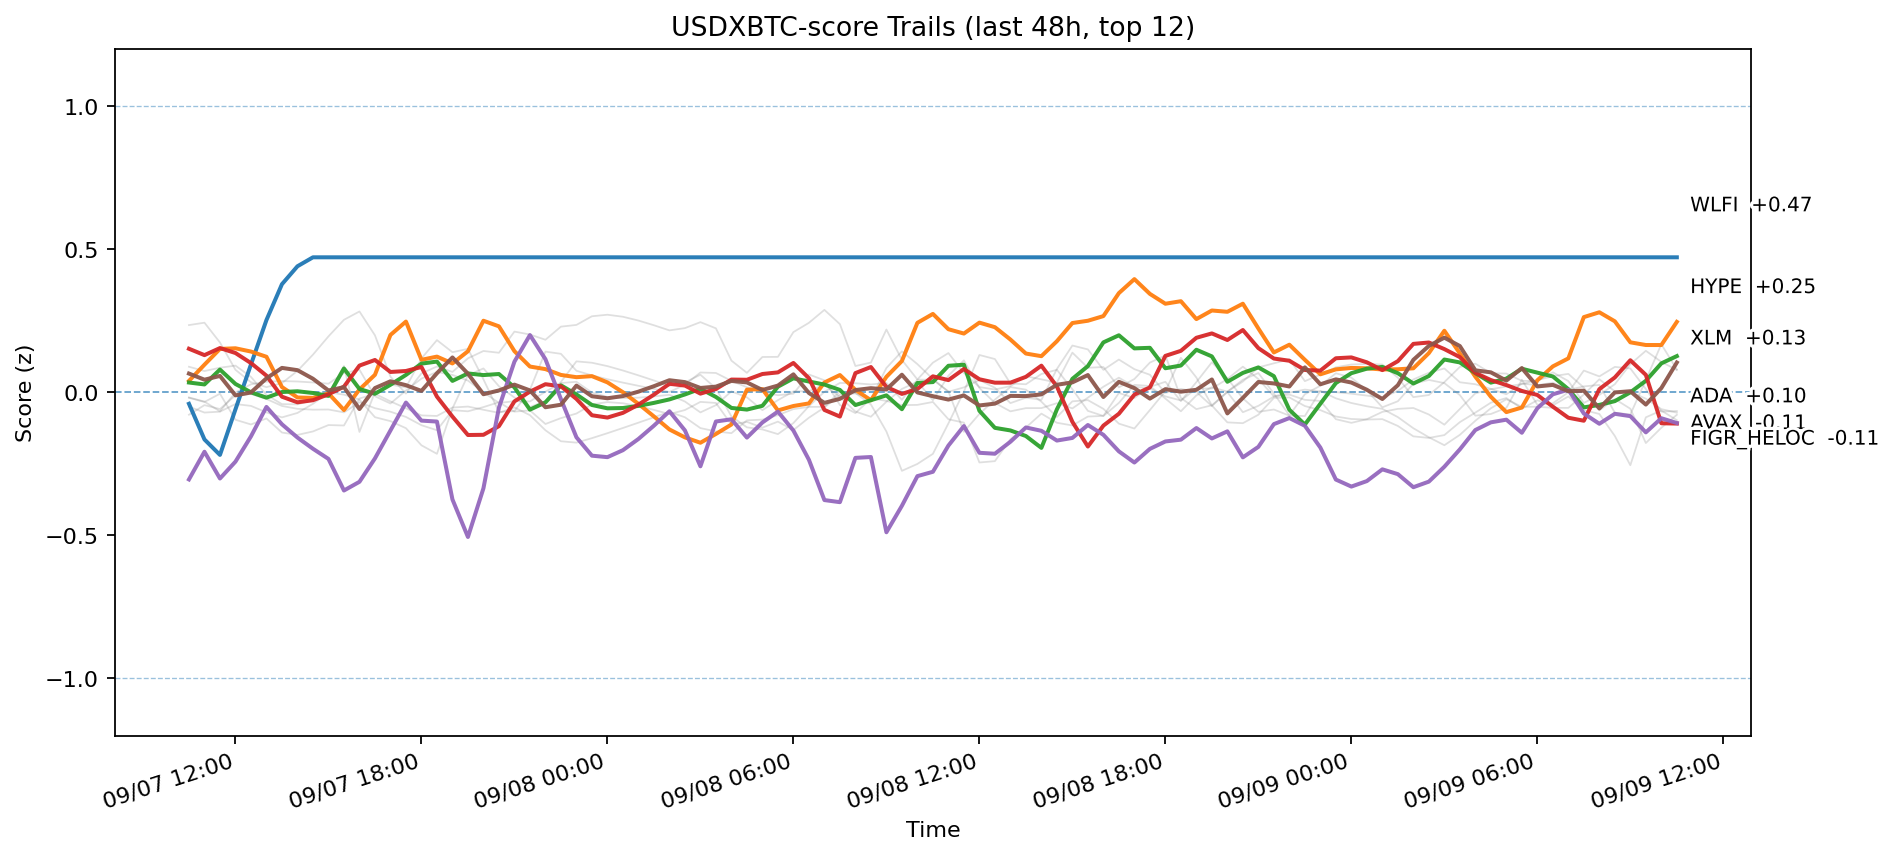 USDXBTC-score Trails (last 48h, top 12)
Score (z)
1.0
0.5
0.0
−0.5
−1.0
WLFI +0.47
HYPE +0.25
XLM +0.13
ADA +0.10
AVAX -0.11
FIGR_HELOC -0.11
09/07 12:00
09/07 18:00
09/08 00:00
09/08 06:00
09/08 12:00
09/08 18:00
09/09 00:00
09/09 06:00
09/09 12:00
Time